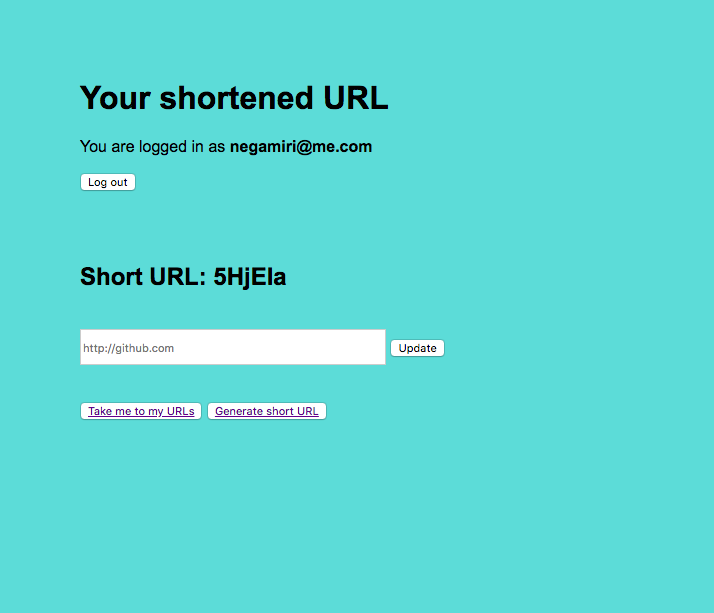 Your shortened URL
You are logged in as negamiri@me.com
Log out
Short URL: 5HjEla
http://github.com Update
Take me to my URLs Generate short URL